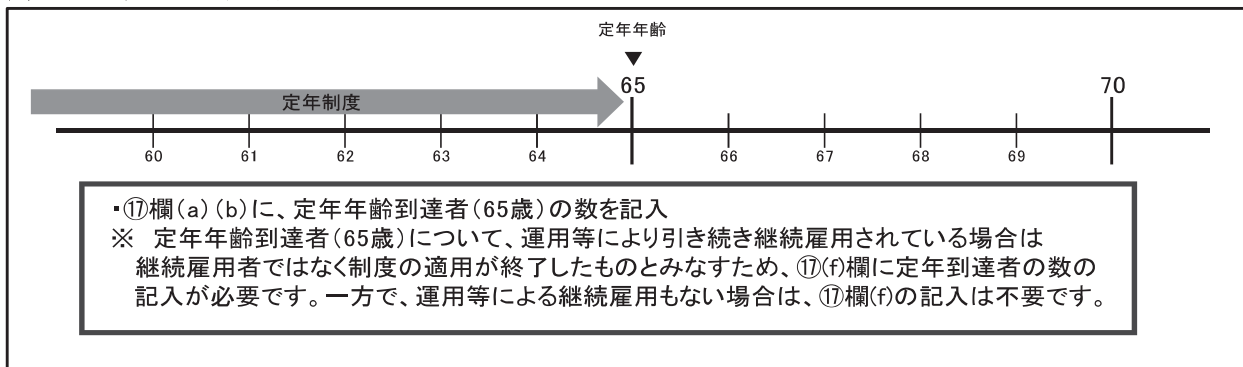 定年年齢
▼
65
70
定年制度
60 61 62 63 64 66 67 68 69
・⑰欄(a)(b)に、定年年齢到達者(65歳)の数を記入
※ 定年年齢到達者(65歳)について、運用等により引き続き継続雇用されている場合は
継続雇用者ではなく制度の適用が終了したものとみなすため、⑰(f)欄に定年到達者の数の
記入が必要です。一方で、運用等による継続雇用もない場合は、⑰欄(f)の記入は不要です。